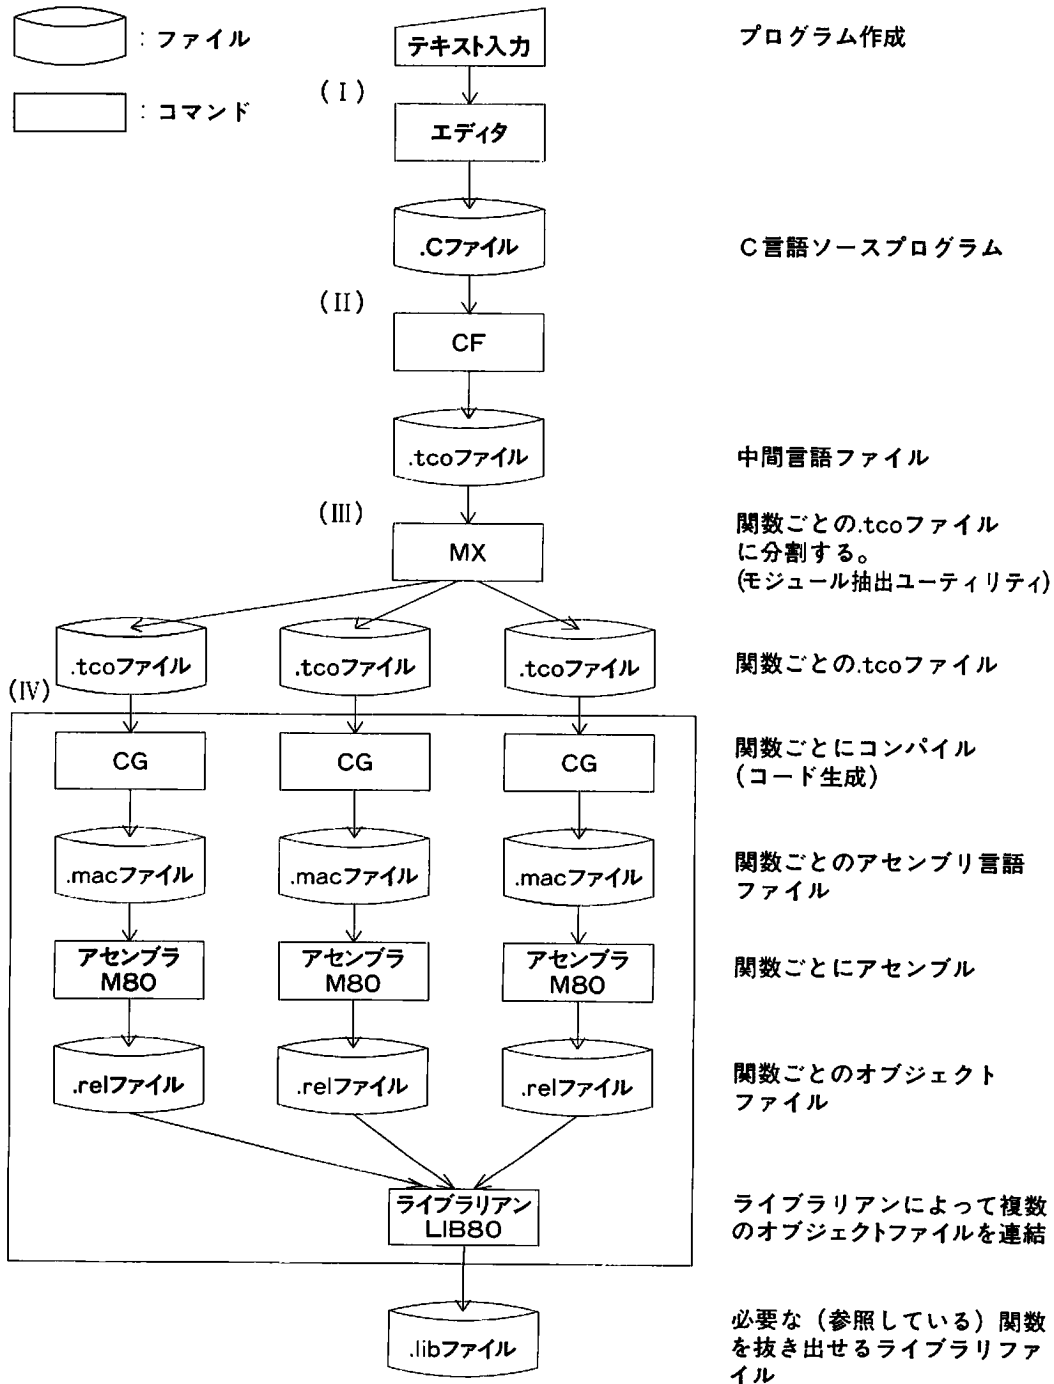 : ファイル
: コマンド
テキスト入力
プログラム作成
(I)
エディタ
.Cファイル
C言語ソースプログラム
(II)
CF
.tcoファイル
中間言語ファイル
(III)
MX
関数ごとの.tcoファイル
に分割する。
(モジュール抽出ユーティリティ)
.tcoファイル
.tcoファイル
.tcoファイル
関数ごとの.tcoファイル
(IV)
CG
CG
CG
関数ごとにコンパイル
(コード生成)
.macファイル
.macファイル
.macファイル
関数ごとのアセンブリ言語
ファイル
アセンブラ
M80
アセンブラ
M80
アセンブラ
M80
関数ごとにアセンブル
.relファイル
.relファイル
.relファイル
関数ごとのオブジェクト
ファイル
ライブラリアン
LIB80
ライブラリアンによって複数
のオブジェクトファイルを連結
.libファイル
必要な（参照している）関数
を抜き出せるライブラリファ
イル